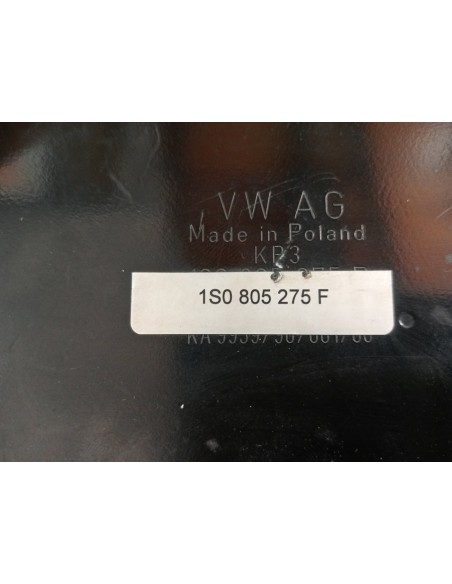 VW AG
Made in Poland
KP3
1S0 805 275 F